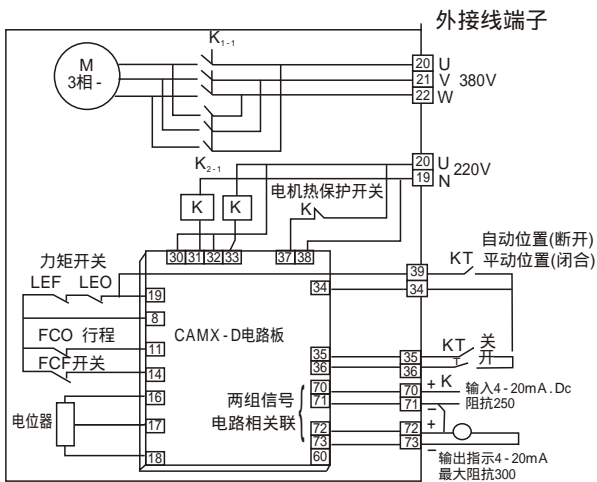 外接线端子
K1-1
M
3相-
20 U
21 V 380V
22 W
K2-1
20 U 220V
19 N
电机热保护开关
K K K
30 31 32 33 37 38
自动位置(断开)
KT 平动位置(闭合)
39
力矩开关
LEF LEO
34 34
19
8
CAMX-D电路板
FCO 行程
11
FCF开关
14
KT 关
开
35 35
36 36
16
电位器
17
18
两组信号
电路相关联
70 70 + K 输入4-20mA.Dc
71 71 - 阻抗250
72 72 +
73 73 -
60
输出指示4-20mA
最大阻抗300